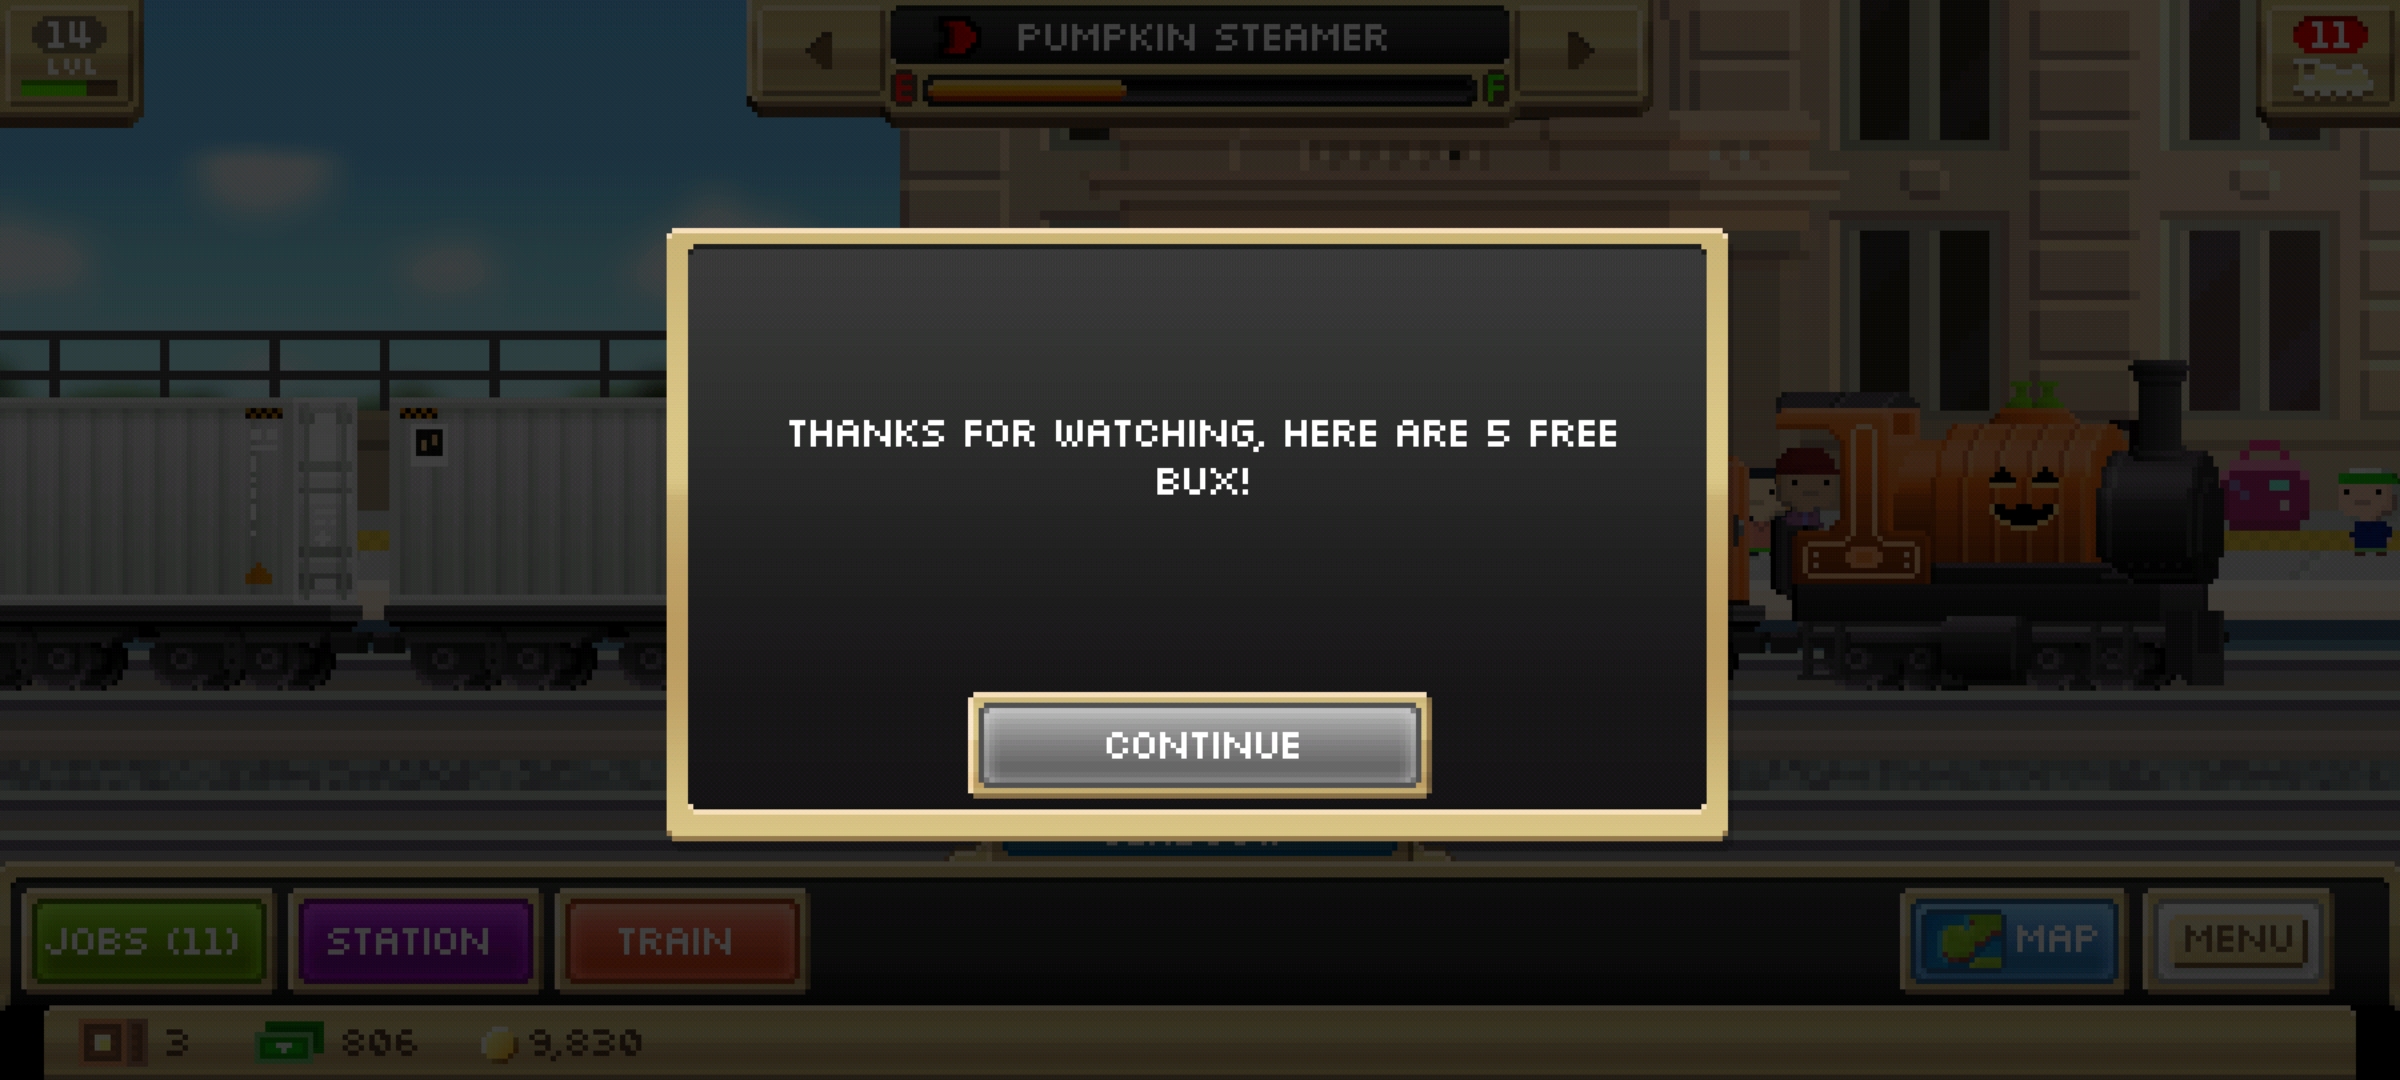 14
LVL
PUMPKIN STEAMER
E
F
11
THANKS FOR WATCHING, HERE ARE 5 FREE
BUX!
CONTINUE
JOBS (11)
STATION
TRAIN
MAP
MENU
3
806
9,830